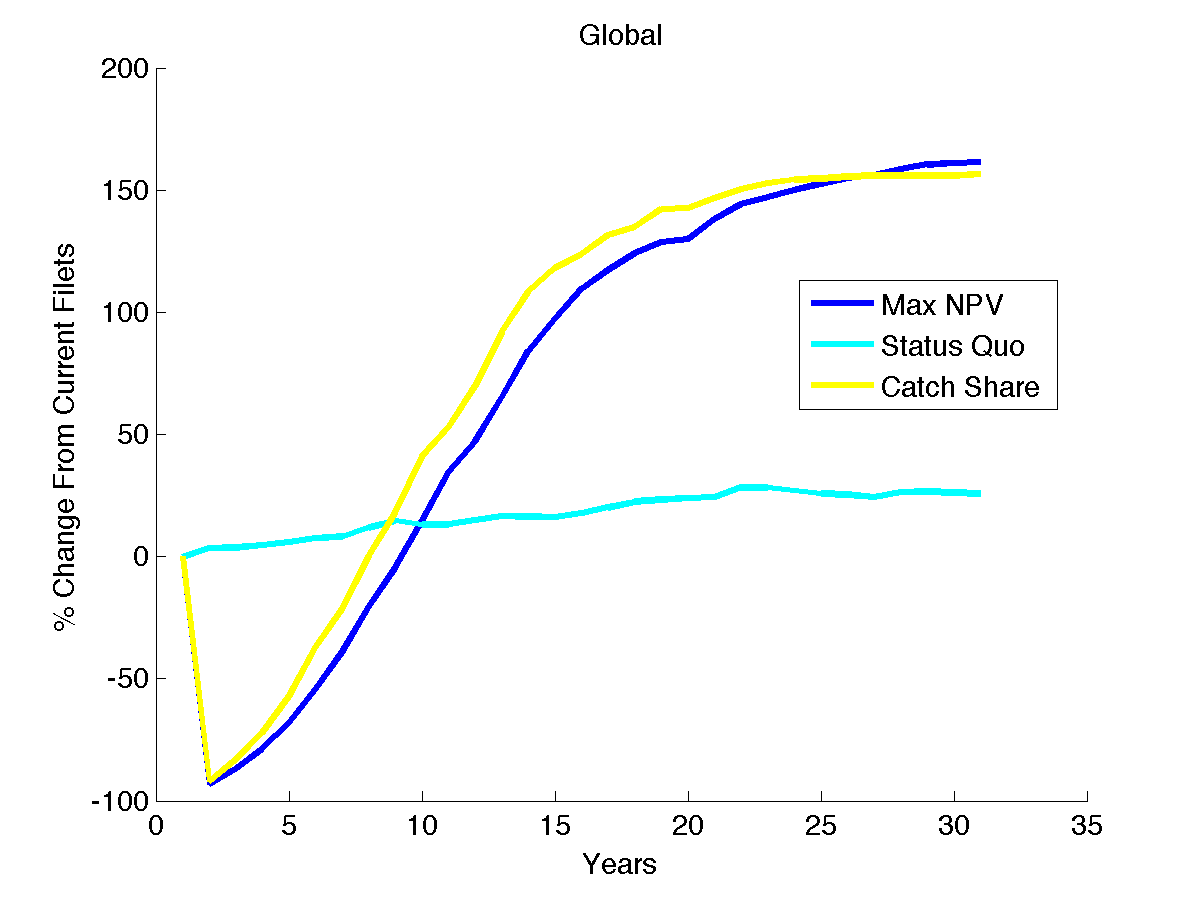 Global
200
150
100
50
0
-50
-100
% Change From Current Filets
Max NPV
Status Quo
Catch Share
0 5 10 15 20 25 30 35
Years